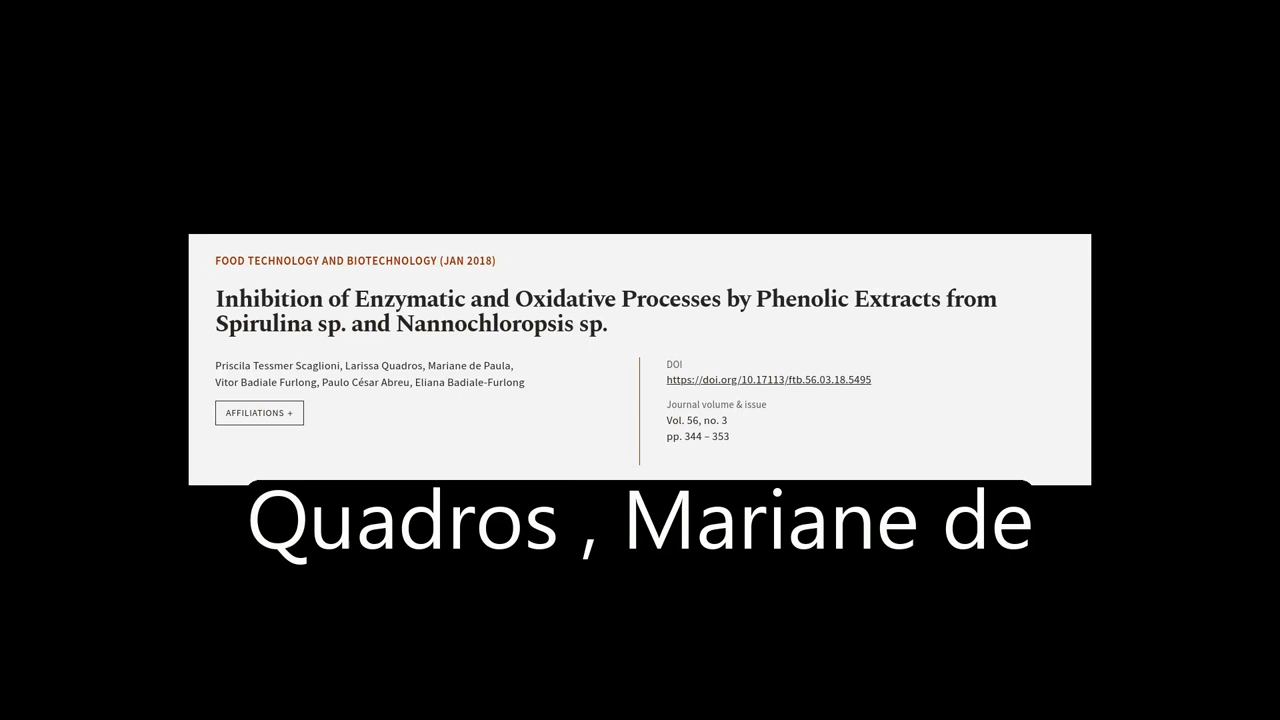 FOOD TECHNOLOGY AND BIOTECHNOLOGY (JAN 2018)
Inhibition of Enzymatic and Oxidative Processes by Phenolic Extracts from
Spirulina sp. and Nannochloropsis sp.
Priscila Tessmer Scaglioni, Larissa Quadros, Mariane de Paula,
Vitor Badiale Furlong, Paulo César Abreu, Eliana Badiale-Furlong
AFFILIATIONS +
DOI
https://doi.org/10.17113/ftb.56.03.18.5495
Journal volume & issue
Vol. 56, no. 3
pp. 344 – 353
Quadros , Mariane de